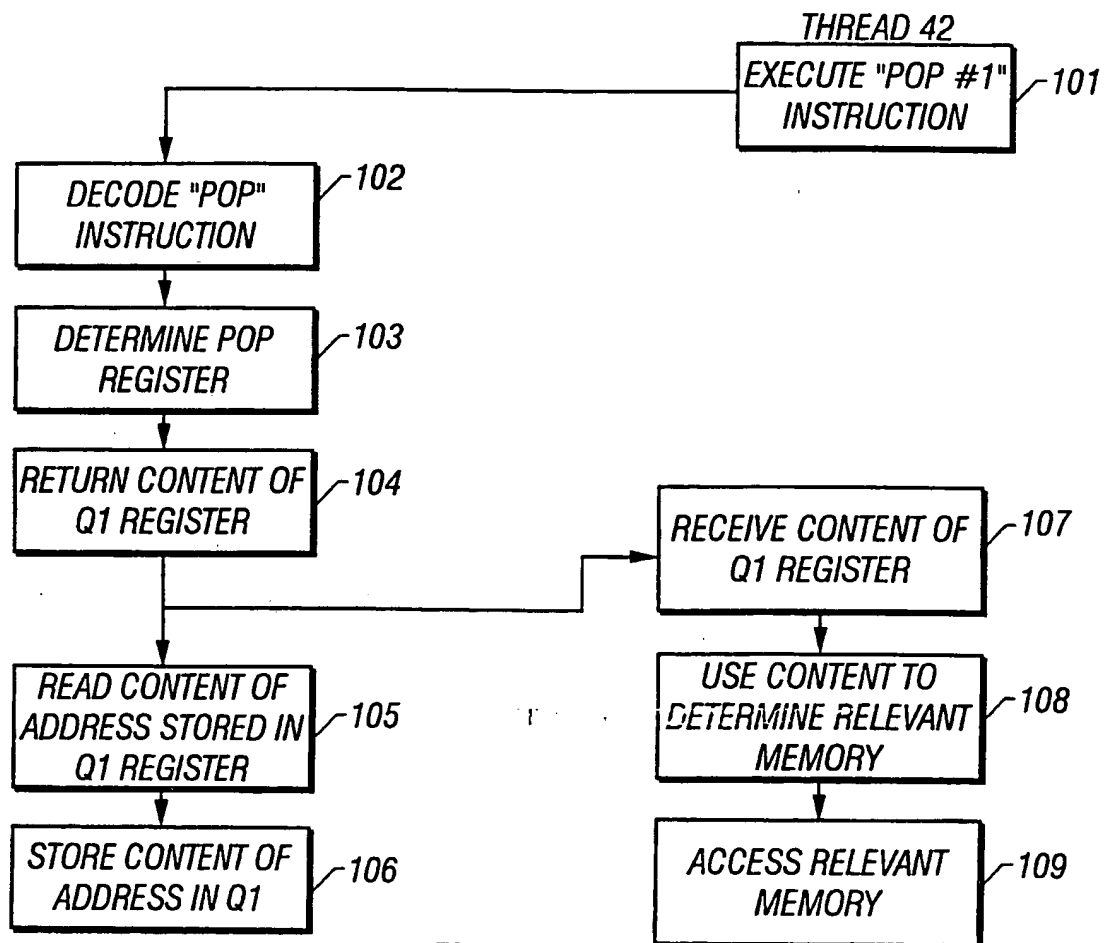 THREAD 42
EXECUTE "POP #1"
INSTRUCTION
101
DECODE "POP"
INSTRUCTION
102
DETERMINE POP
REGISTER
103
RETURN CONTENT OF
Q1 REGISTER
104
READ CONTENT OF
ADDRESS STORED IN
Q1 REGISTER
105
STORE CONTENT OF
ADDRESS IN Q1
106
RECEIVE CONTENT OF
Q1 REGISTER
107
USE CONTENT TO
DETERMINE RELEVANT
MEMORY
108
ACCESS RELEVANT
MEMORY
109